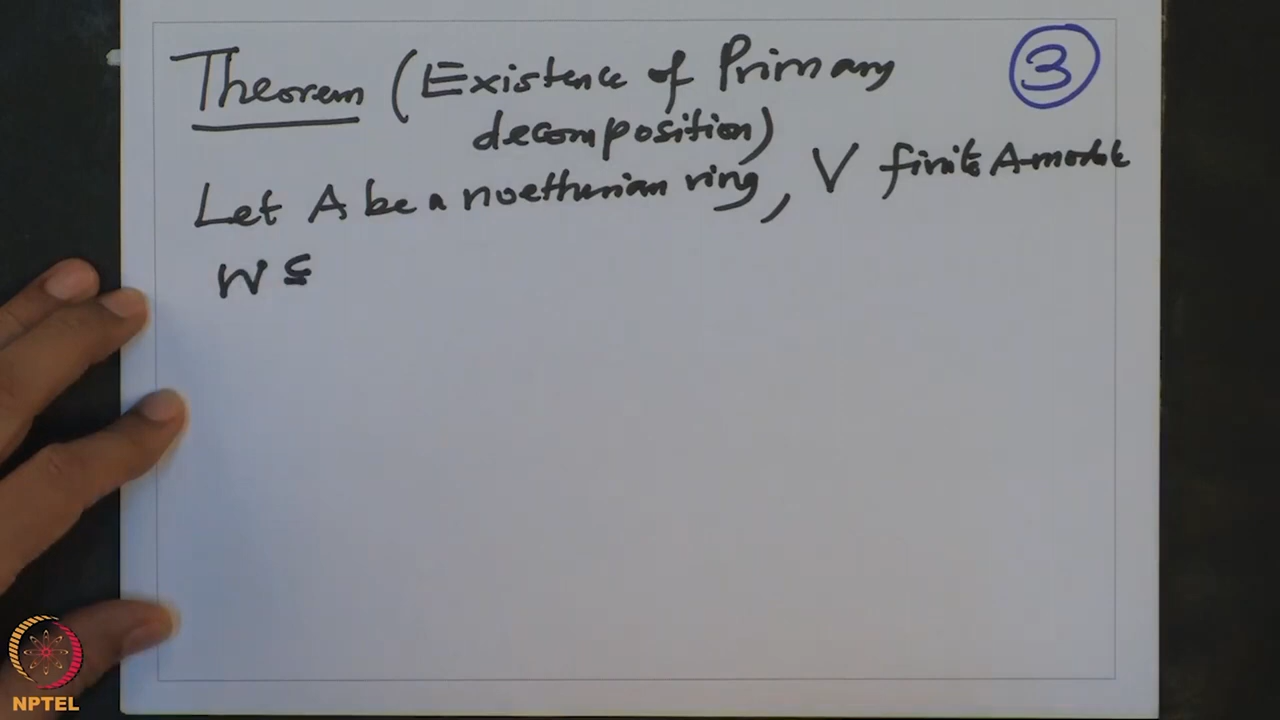 Theorem (Existence of Primary
decomposition)
3
Let A be a noetherian ring, V finite A-module
W ⊆
NPTEL